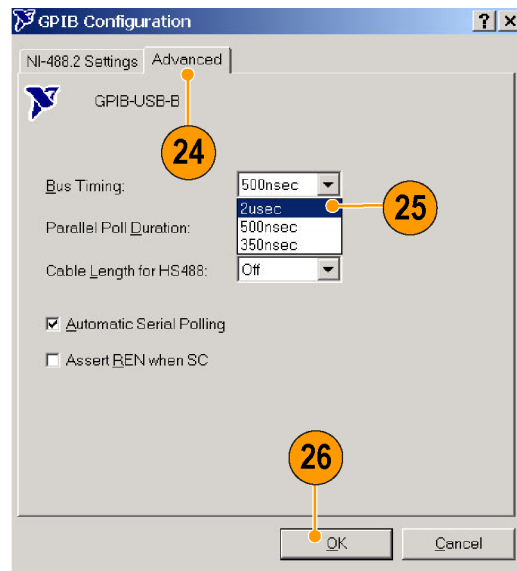 GPIB Configuration
? ×
NI-488.2 Settings Advanced
GPIB-USB-B
24
Bus Timing: 500nsec
2usec 25
500nsec
350nsec
Parallel Poll Duration:
Cable Length for HS488: Off
Automatic Serial Polling
Assert REN when SC
26
OK Cancel